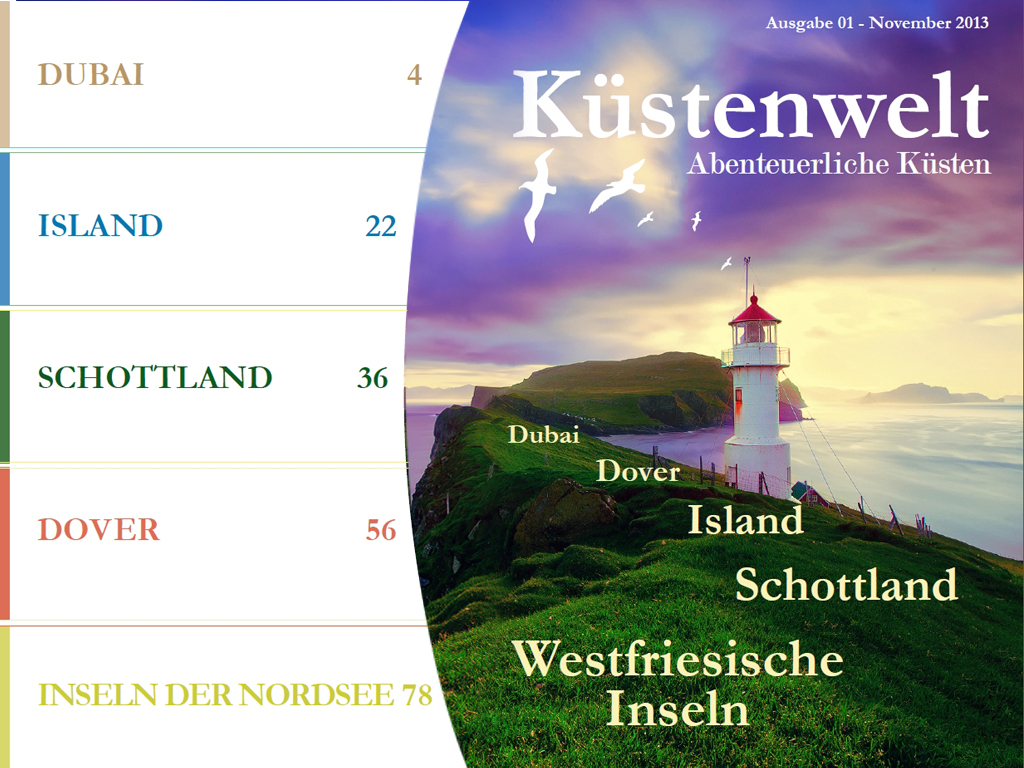 DUBAI 4
ISLAND 22
SCHOTTLAND 36
DOVER 56
INSELN DER NORDSEE 78
Ausgabe 01 - November 2013
Küstenwelt
Abenteuerliche Küsten
Dubai
Dover
Island
Schottland
Westfriesische
Inseln